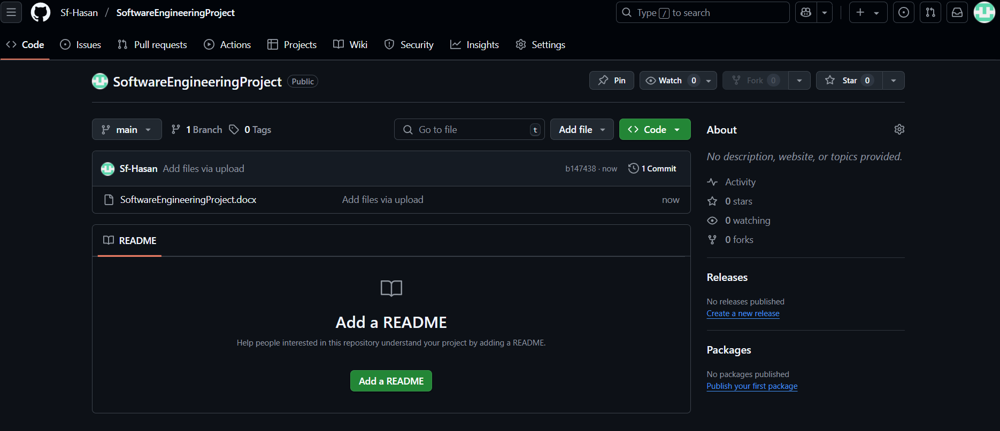 Sf-Hasan / SoftwareEngineeringProject
Type / to search
Code Issues Pull requests Actions Projects Wiki Security Insights Settings
SoftwareEngineeringProject Public
Pin Watch 0 Fork 0 Star 0
main 1 Branch 0 Tags
Go to file t Add file Code
Sf-Hasan Add files via upload b147438 · now 1 Commit
SoftwareEngineeringProject.docx Add files via upload now
README
Add a README
Help people interested in this repository understand your project by adding a README.
Add a README
About
No description, website, or topics provided.
Activity
0 stars
0 watching
0 forks
Releases
No releases published
Create a new release
Packages
No packages published
Publish your first package